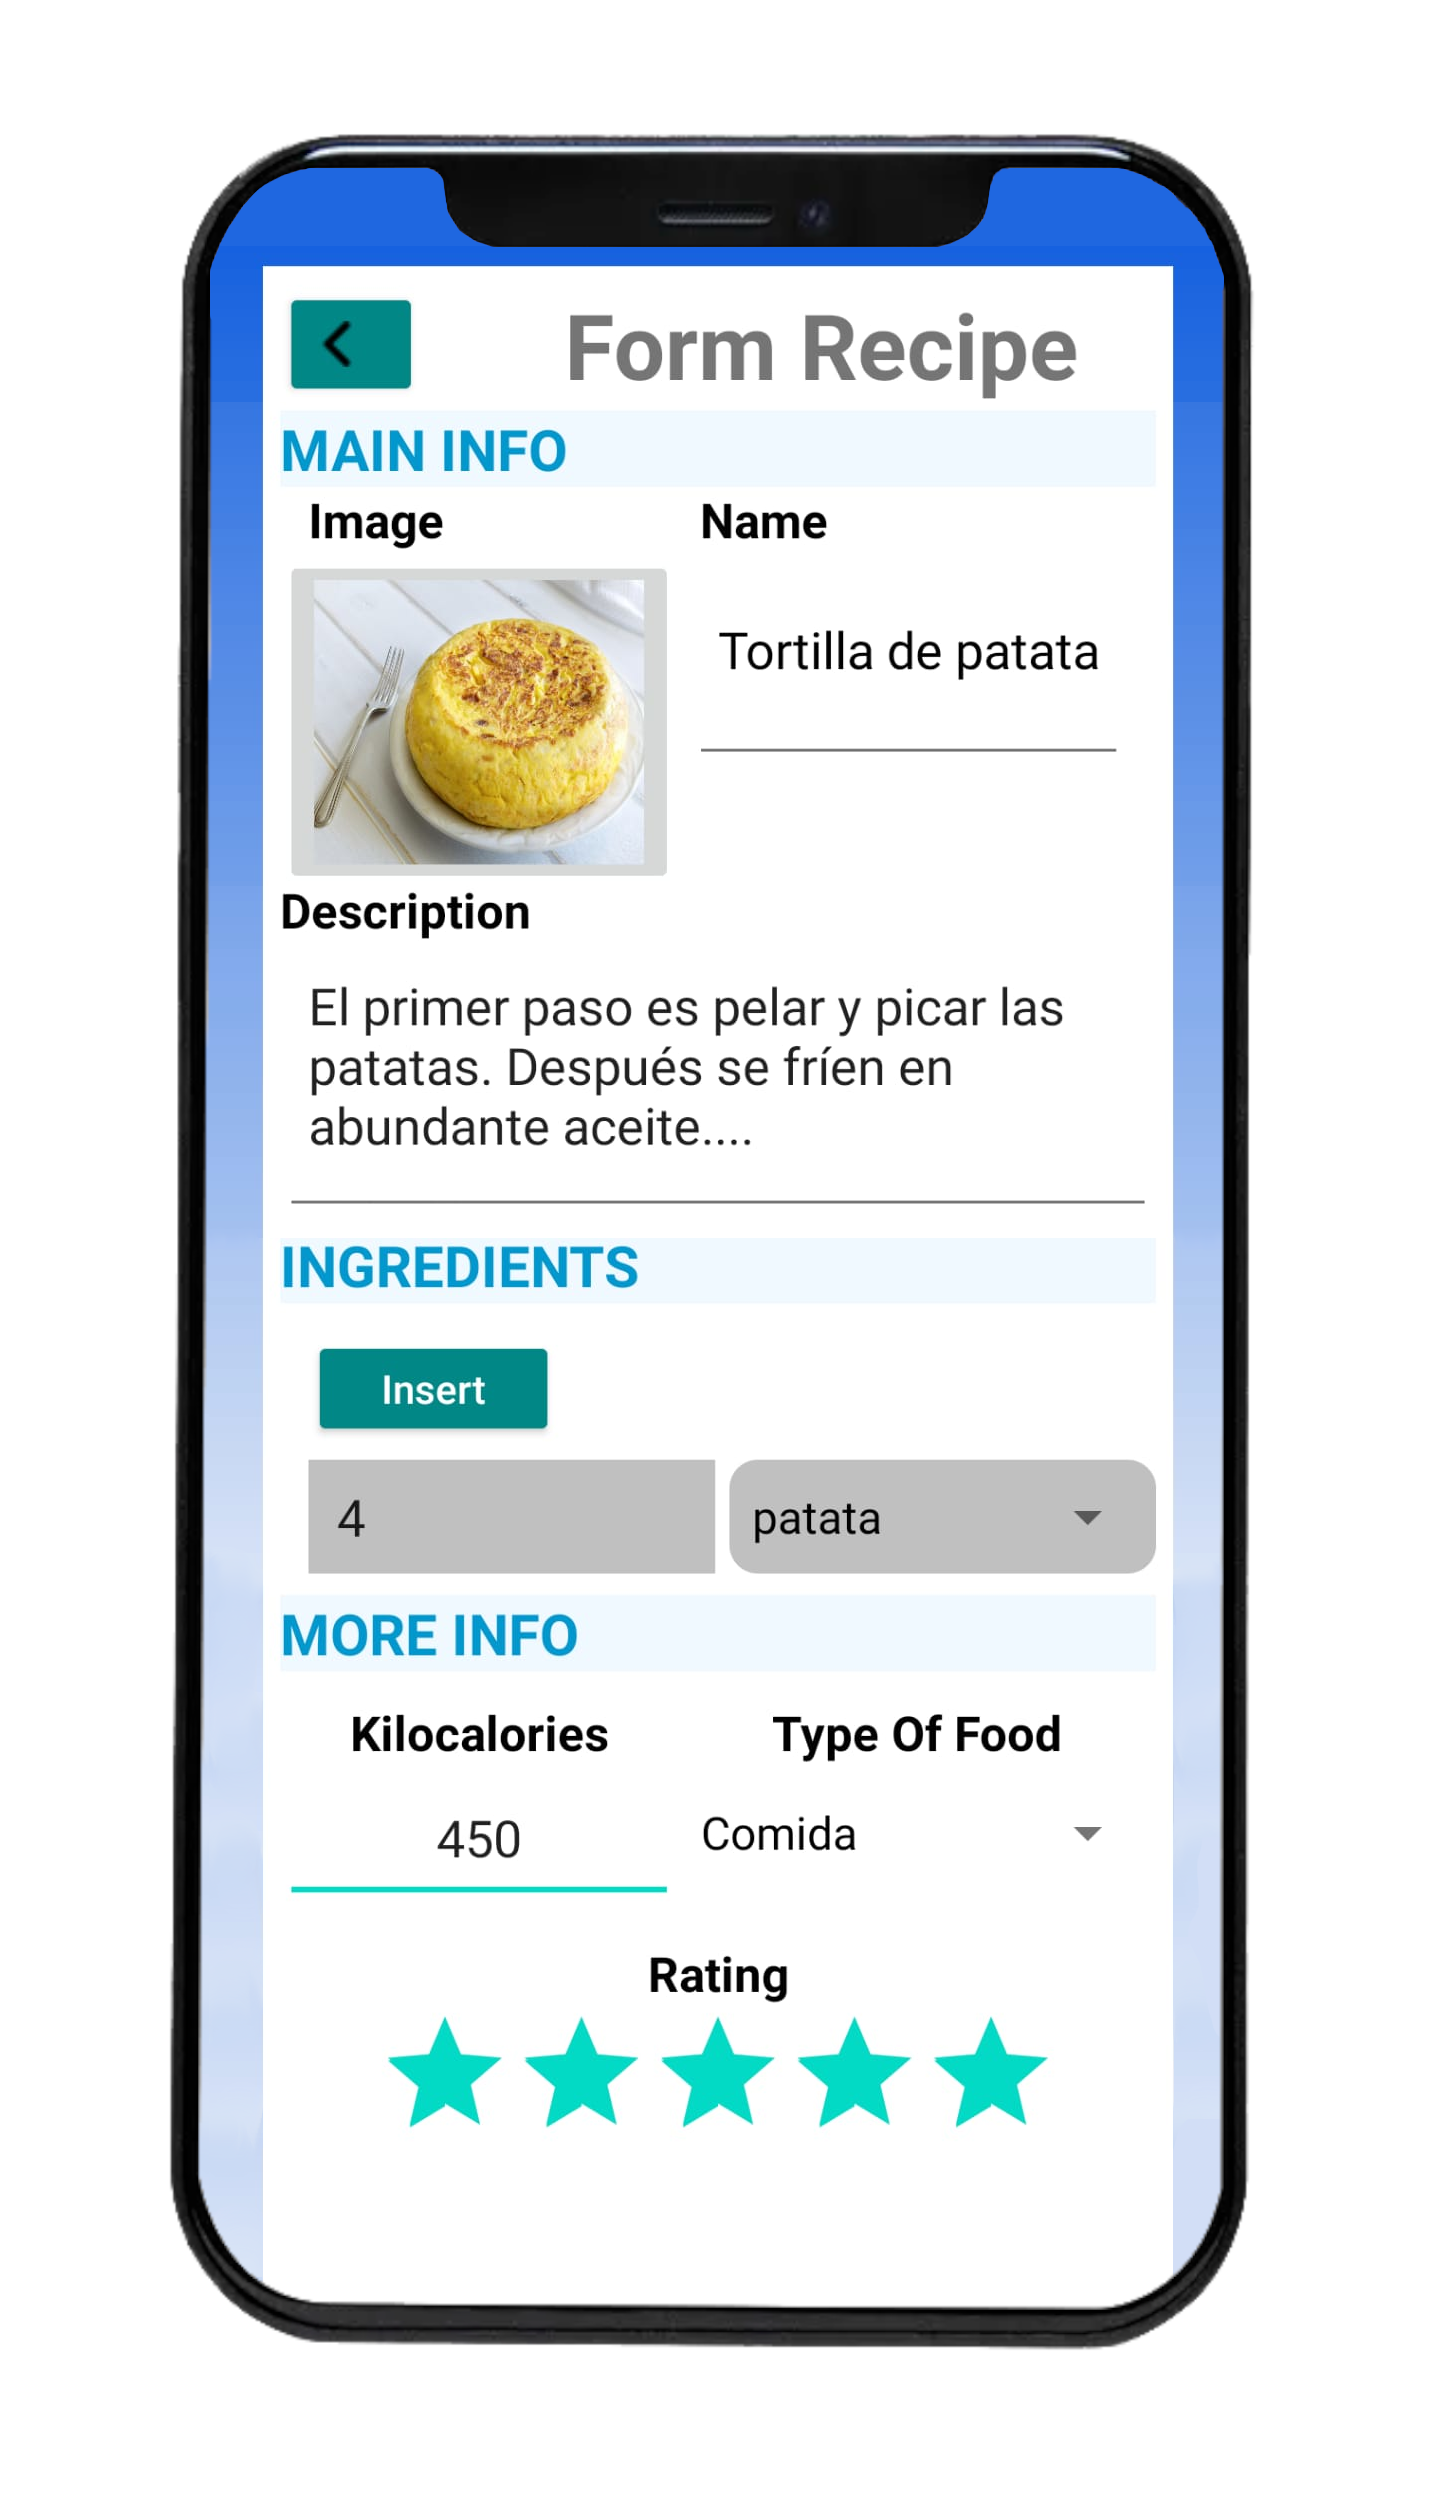 Form Recipe
MAIN INFO
Image
Name
Tortilla de patata
Description
El primer paso es pelar y picar las
patatas. Después se fríen en
abundante aceite....
INGREDIENTS
Insert
4
patata
MORE INFO
Kilocalories
Type Of Food
450
Comida
Rating